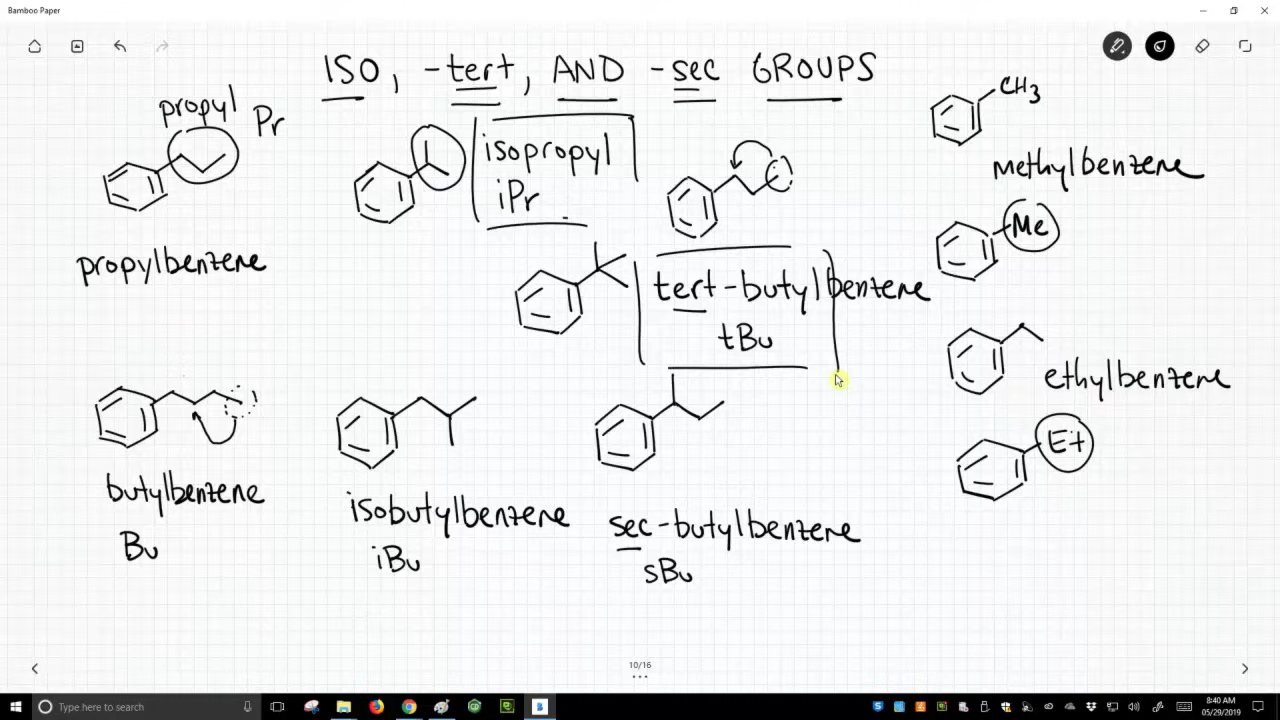 Bamboo Paper
ISO, -tert, AND -sec GROUPS
propyl
Pr
propylbenzene
isopropyl
iPr
CH3
methylbenzene
Me
tert-butylbenzene
tBu
ethylbenzene
Et
butylbenzene
Bu
isobutylbenzene
iBu
sec-butylbenzene
sBu
10/16
Type here to search
8:40 AM
05/29/2019